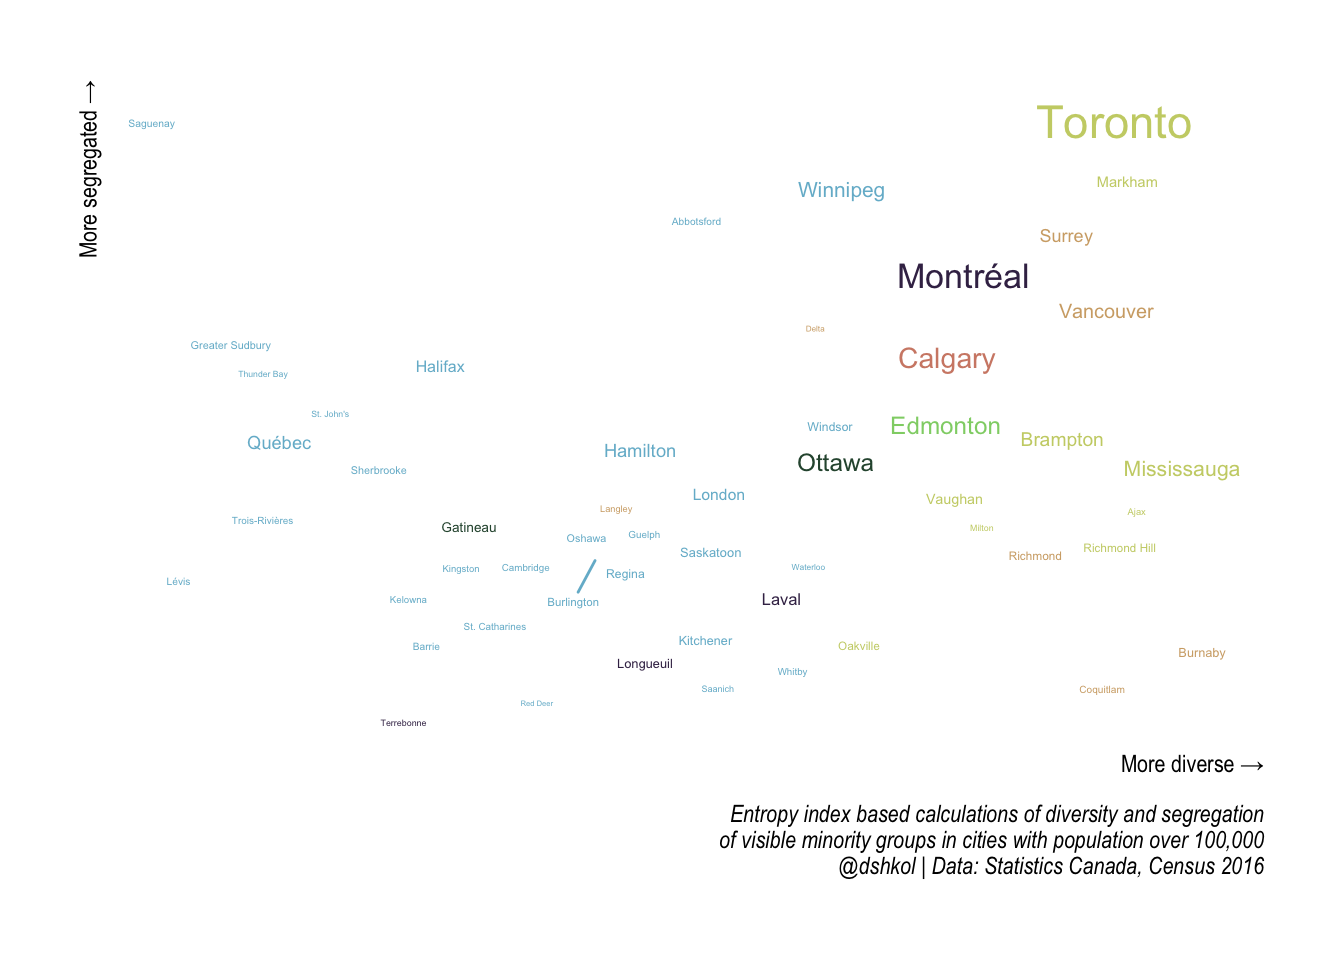 More segregated →
Saguenay
Toronto
Markham
Winnipeg
Abbotsford
Surrey
Montréal
Vancouver
Delta
Greater Sudbury
Calgary
Halifax
Thunder Bay
St. John's
Windsor
Edmonton
Québec
Brampton
Hamilton
Ottawa
Sherbrooke
Mississauga
London
Vaughan
Langley
Ajax
Trois-Rivières
Gatineau
Milton
Oshawa
Guelph
Richmond Hill
Saskatoon
Richmond
Kingston
Cambridge
Waterloo
Regina
Lévis
Kelowna
Burlington
Laval
St. Catharines
Kitchener
Barrie
Oakville
Burnaby
Longueuil
Whitby
Saanich
Coquitlam
Red Deer
Terrebonne
More diverse →
Entropy index based calculations of diversity and segregation
of visible minority groups in cities with population over 100,000
@dshkol | Data: Statistics Canada, Census 2016